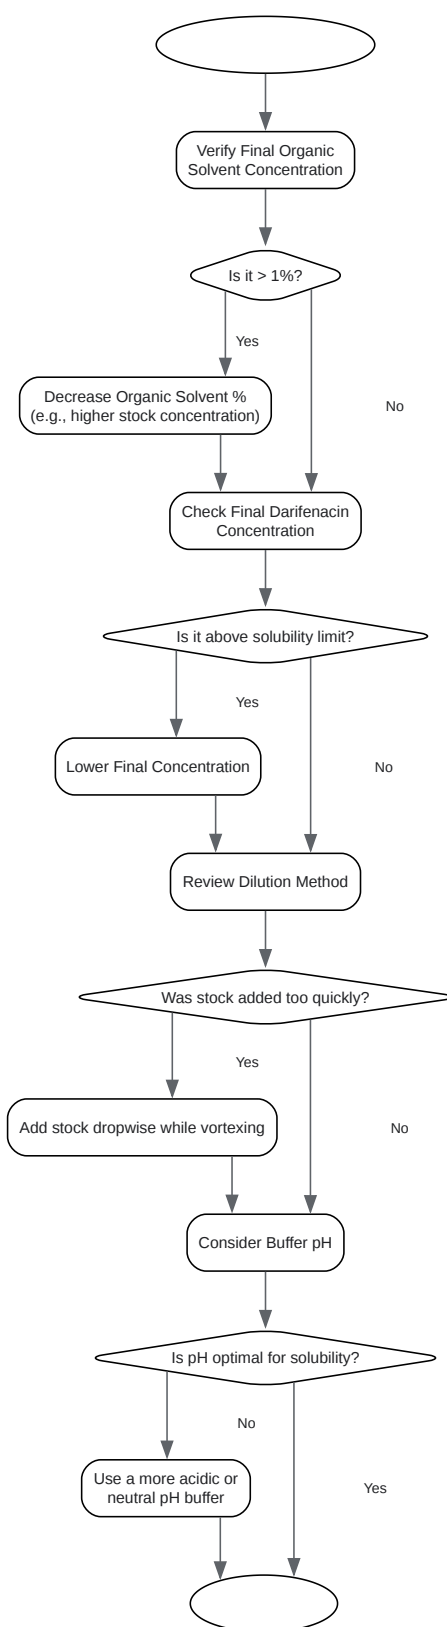 Verify Final Organic
Solvent Concentration
Is it > 1%?
Yes
Decrease Organic Solvent %
(e.g., higher stock concentration)
No
Check Final Darifenacin
Concentration
Is it above solubility limit?
Yes
Lower Final Concentration
No
Review Dilution Method
Was stock added too quickly?
Yes
Add stock dropwise while vortexing
No
Consider Buffer pH
Is pH optimal for solubility?
No
Use a more acidic or
neutral pH buffer
Yes